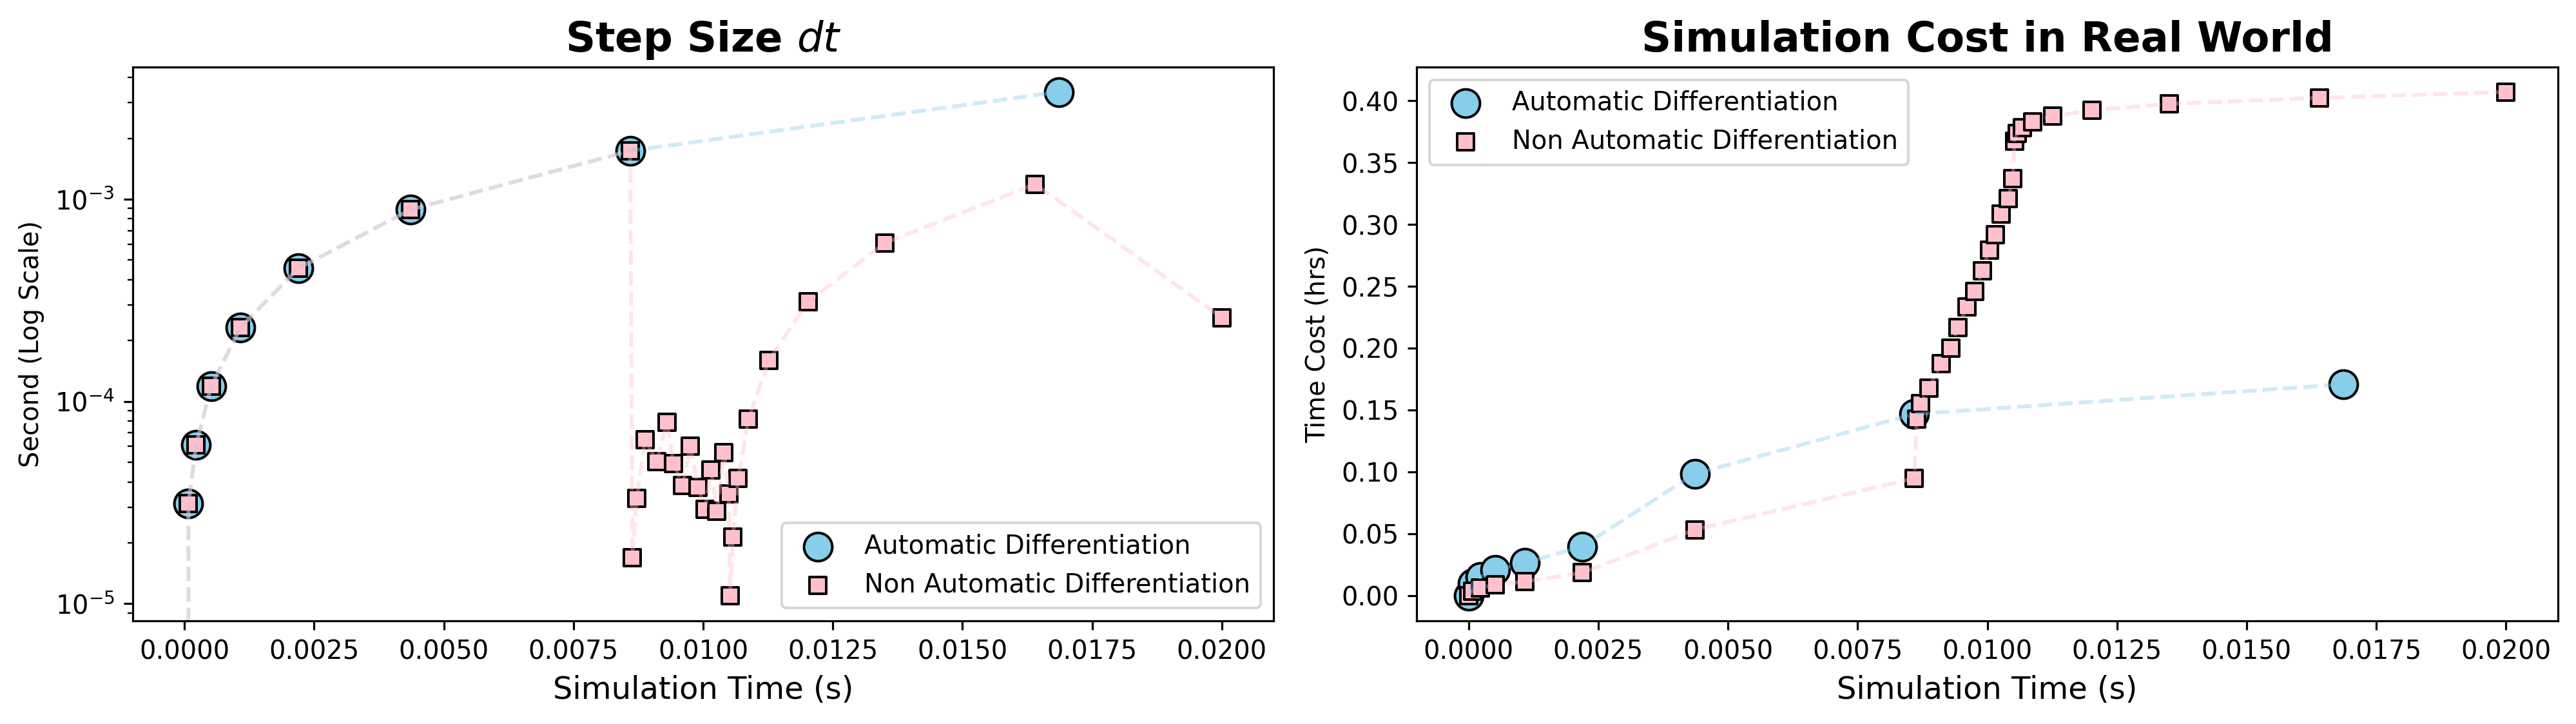 Step Size dt
Second (Log Scale)
10⁻³
10⁻⁴
10⁻⁵
Automatic Differentiation
Non Automatic Differentiation
0.0000 0.0025 0.0050 0.0075 0.0100 0.0125 0.0150 0.0175 0.0200
Simulation Time (s)
Simulation Cost in Real World
Time Cost (hrs)
0.40
0.35
0.30
0.25
0.20
0.15
0.10
0.05
0.00
Automatic Differentiation
Non Automatic Differentiation
0.0000 0.0025 0.0050 0.0075 0.0100 0.0125 0.0150 0.0175 0.0200
Simulation Time (s)